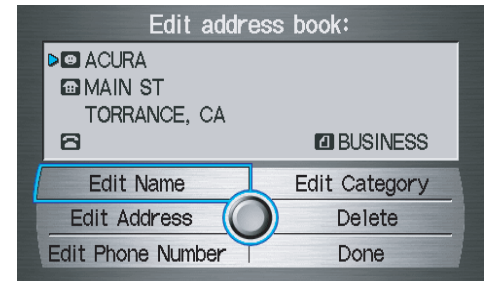 Edit address book:
ACURA
MAIN ST
TORRANCE, CA
BUSINESS
Edit Name
Edit Category
Edit Address
Delete
Edit Phone Number
Done